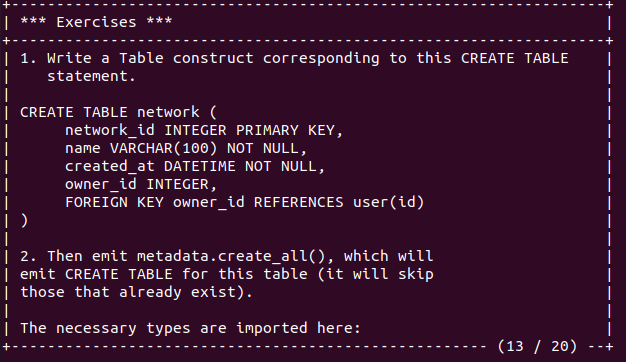 +------------------------------------------------------------------+
| *** Exercises *** |
+------------------------------------------------------------------+
| 1. Write a Table construct corresponding to this CREATE TABLE |
| statement. |
| |
| CREATE TABLE network ( |
| network_id INTEGER PRIMARY KEY, |
| name VARCHAR(100) NOT NULL, |
| created_at DATETIME NOT NULL, |
| owner_id INTEGER, |
| FOREIGN KEY owner_id REFERENCES user(id) |
| ) |
| |
| 2. Then emit metadata.create_all(), which will |
| emit CREATE TABLE for this table (it will skip |
| those that already exist). |
| |
| The necessary types are imported here: |
+------------------------------------------------------ (13 / 20) --+